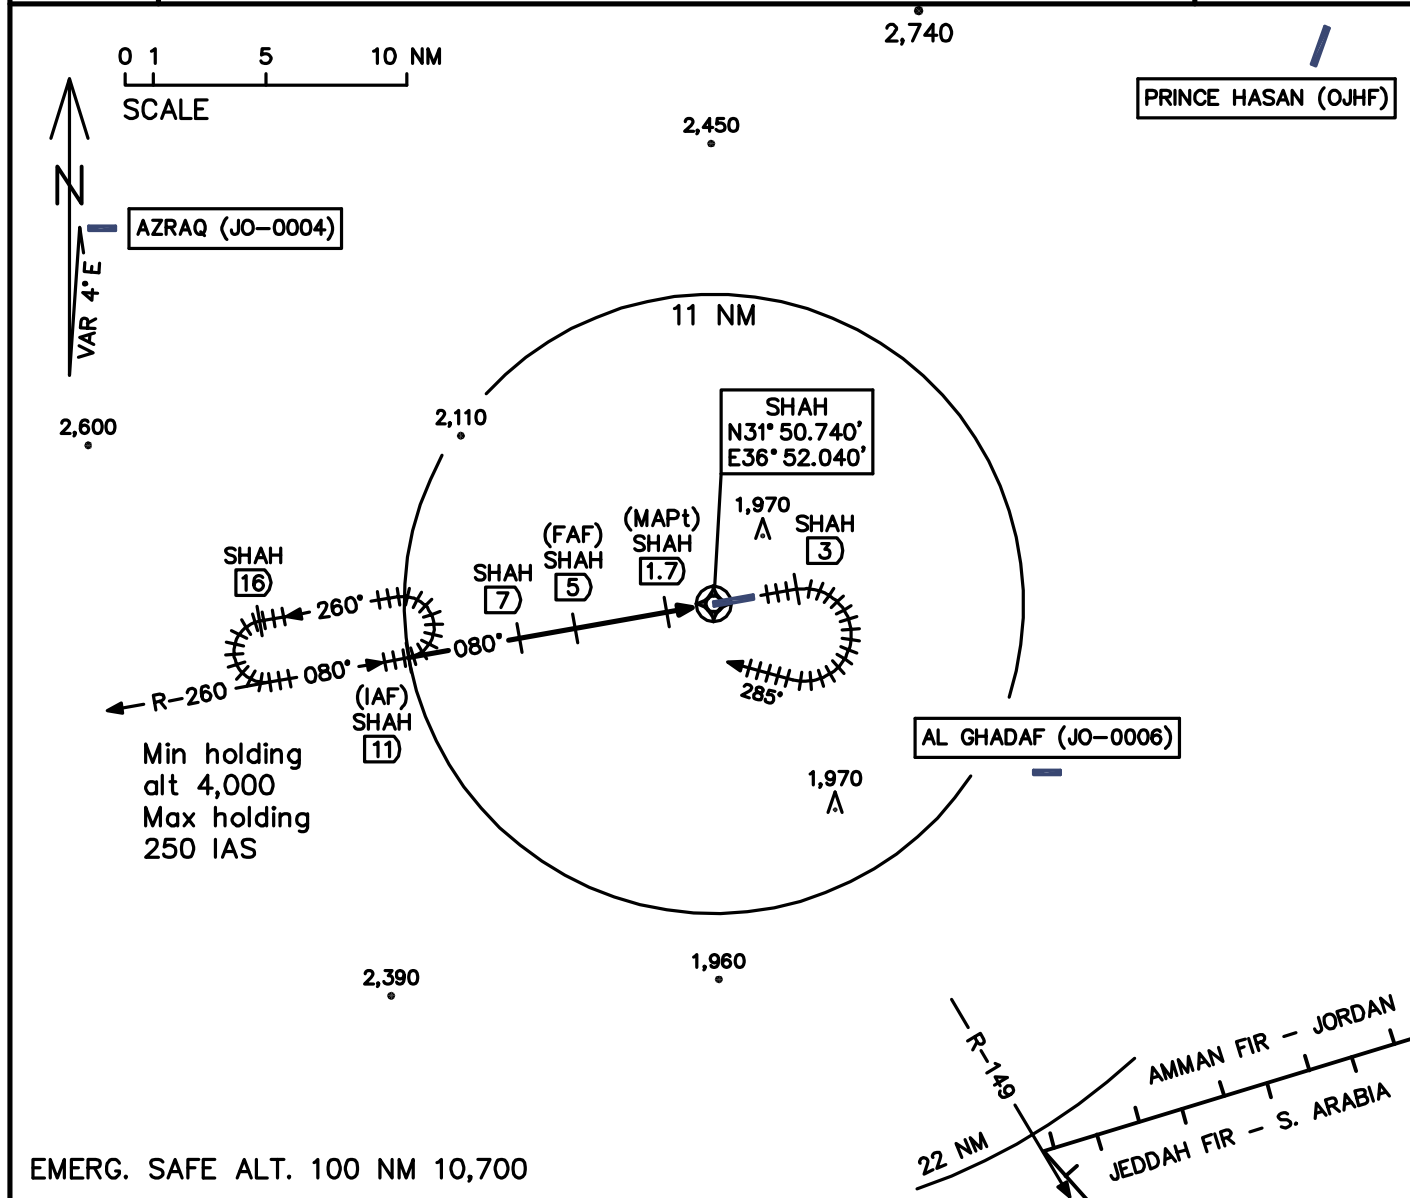 2,740
0 1 5 10 NM
SCALE
PRINCE HASAN (OJHF)
2,450
N
AZRAQ (JO-0004)
VAR 4°E
11 NM
2,600
2,110
SHAH
N31° 50.740'
E36° 52.040'
1,970
(MAPt)
SHAH
1.7
(FAF)
SHAH
5
SHAH
3
SHAH
7
SHAH
16
260°
080°
080°
R-260
285°
(IAF)
SHAH
11
Min holding
alt 4,000
Max holding
250 IAS
AL GHADAF (JO-0006)
1,970
2,390
1,960
R-149
AMMAN FIR - JORDAN
JEDDAH FIR - S. ARABIA
22 NM
EMERG. SAFE ALT. 100 NM 10,700